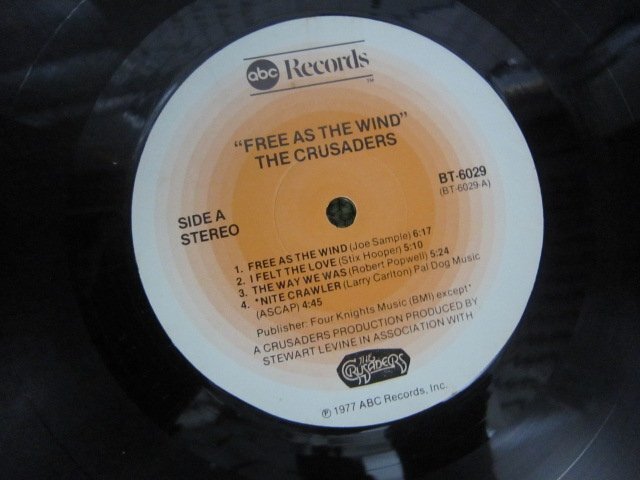 abc Records
TM
"FREE AS THE WIND"
THE CRUSADERS
BT-6029
(BT-6029-A)
SIDE A
STEREO
1. FREE AS THE WIND (Joe Sample) 6:17
2. I FELT THE LOVE (Stix Hooper) 5:10
3. THE WAY WE WAS (Robert Popwell) 5:24
4. *NITE CRAWLER (Larry Carlton) Pal Dog Music
(ASCAP) 4:45
Publisher: Four Knights Music (BMI) except*
A CRUSADERS PRODUCTION PRODUCED BY
STEWART LEVINE IN ASSOCIATION WITH
THE
CRUSADERS
℗ 1977 ABC Records, Inc.